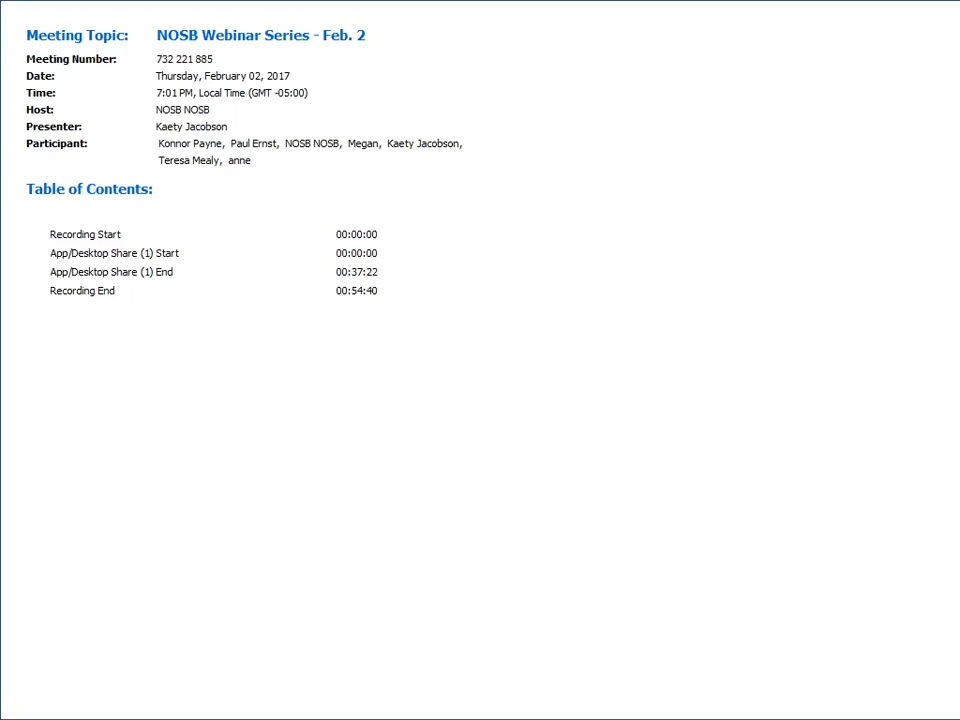 Meeting Topic: NOSB Webinar Series - Feb. 2
Meeting Number: 732 221 885
Date: Thursday, February 02, 2017
Time: 7:01 PM, Local Time (GMT -05:00)
Host: NOSB NOSB
Presenter: Kaety Jacobson
Participant: Konnor Payne, Paul Ernst, NOSB NOSB, Megan, Kaety Jacobson,
Teresa Mealy, anne
Table of Contents:
Recording Start 00:00:00
App/Desktop Share (1) Start 00:00:00
App/Desktop Share (1) End 00:37:22
Recording End 00:54:40